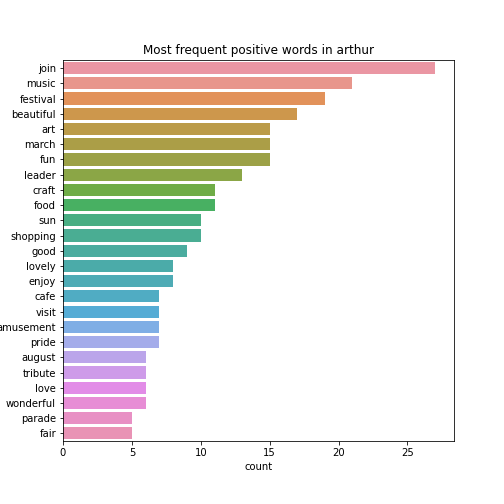 Most frequent positive words in arthur
join
music
festival
beautiful
art
march
fun
leader
craft
food
sun
shopping
good
lovely
enjoy
cafe
visit
amusement
pride
august
tribute
love
wonderful
parade
fair
0 5 10 15 20 25
count